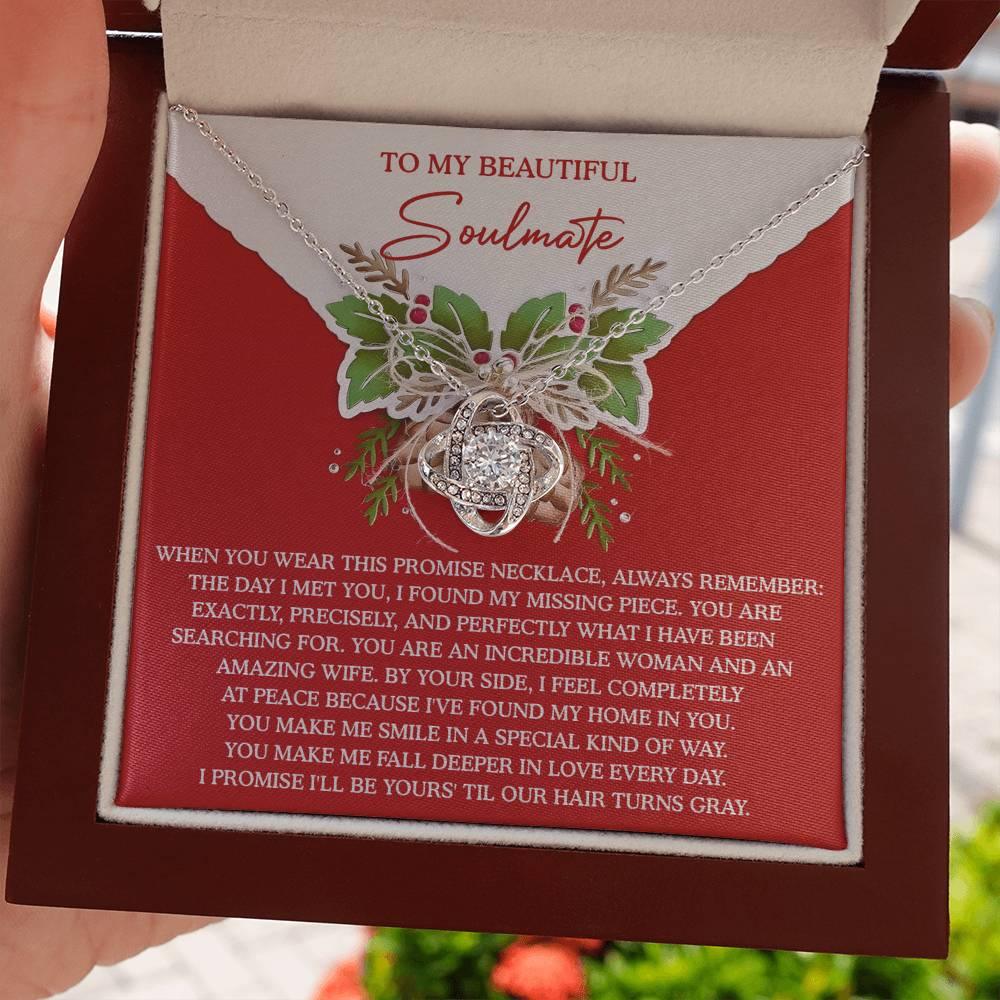 TO MY BEAUTIFUL
Soulmate
WHEN YOU WEAR THIS PROMISE NECKLACE, ALWAYS REMEMBER:
THE DAY I MET YOU, I FOUND MY MISSING PIECE. YOU ARE
EXACTLY, PRECISELY, AND PERFECTLY WHAT I HAVE BEEN
SEARCHING FOR. YOU ARE AN INCREDIBLE WOMAN AND AN
AMAZING WIFE. BY YOUR SIDE, I FEEL COMPLETELY
AT PEACE BECAUSE I'VE FOUND MY HOME IN YOU.
YOU MAKE ME SMILE IN A SPECIAL KIND OF WAY.
YOU MAKE ME FALL DEEPER IN LOVE EVERY DAY.
I PROMISE I'LL BE YOURS' TIL OUR HAIR TURNS GRAY.